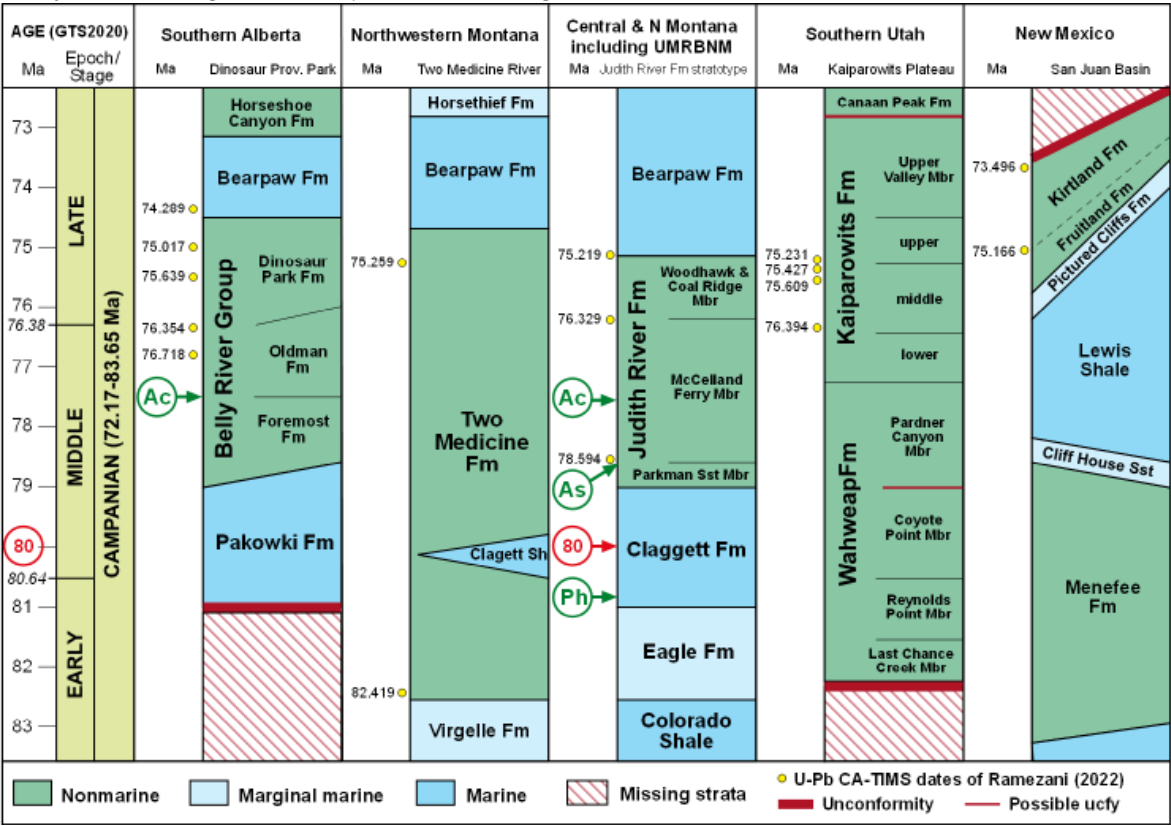 AGE (GTS2020)
Ma
Epoch/
Stage
Southern Alberta
Ma
Dinosaur Prov. Park
Northwestern Montana
Ma
Two Medicine River
Central & N Montana
including UMRBNM
Ma
Judith River Fm stratotype
Southern Utah
Ma
Kaiparowits Plateau
New Mexico
Ma
San Juan Basin
73
74
75
76
76.38
77
78
79
80
80.64
81
82
83
LATE
MIDDLE
EARLY
CAMPANIAN (72.17-83.65 Ma)
74.289
75.017
75.639
76.354
76.718
Ac
Horseshoe
Canyon Fm
Bearpaw Fm
Belly River Group
Dinosaur
Park Fm
Oldman
Fm
Foremost
Fm
Pakowki Fm
75.259
82.419
Horsethief Fm
Bearpaw Fm
Two
Medicine
Fm
Clagett Sh
Virgelle Fm
75.219
76.329
Ac
78.594
As
80
Ph
Bearpaw Fm
Judith River Fm
Woodhawk &
Coal Ridge
Mbr
McClelland
Ferry Mbr
Parkman Sst Mbr
Claggett Fm
Eagle Fm
Colorado
Shale
75.231
75.427
75.609
76.394
Canaan Peak Fm
Kaiparowits Fm
Upper
Valley Mbr
upper
middle
lower
WahweapFm
Pardner
Canyon
Mbr
Coyote
Point Mbr
Reynolds
Point Mbr
Last Chance
Creek Mbr
73.496
75.166
Kirtland Fm
Fruitland Fm
Pictured Cliffs Fm
Lewis
Shale
Cliff House Sst
Menefee
Fm
Nonmarine
Marginal marine
Marine
Missing strata
U-Pb CA-TIMS dates of Ramezani (2022)
Unconformity
Possible ucfy